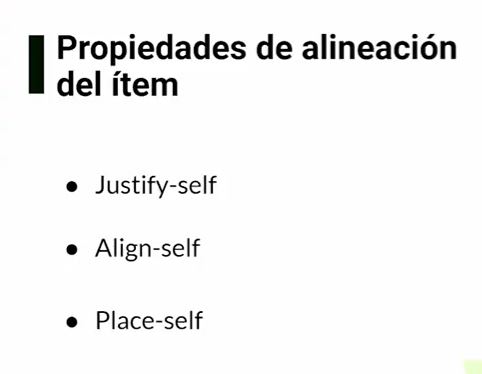 Propiedades de alineación
del ítem
● Justify-self
● Align-self
● Place-self